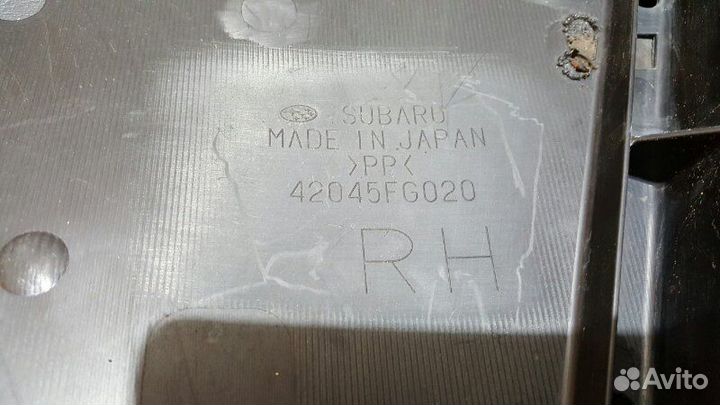 SUBARU
MADE IN JAPAN
>PP<
42045FG020
RH
Avito